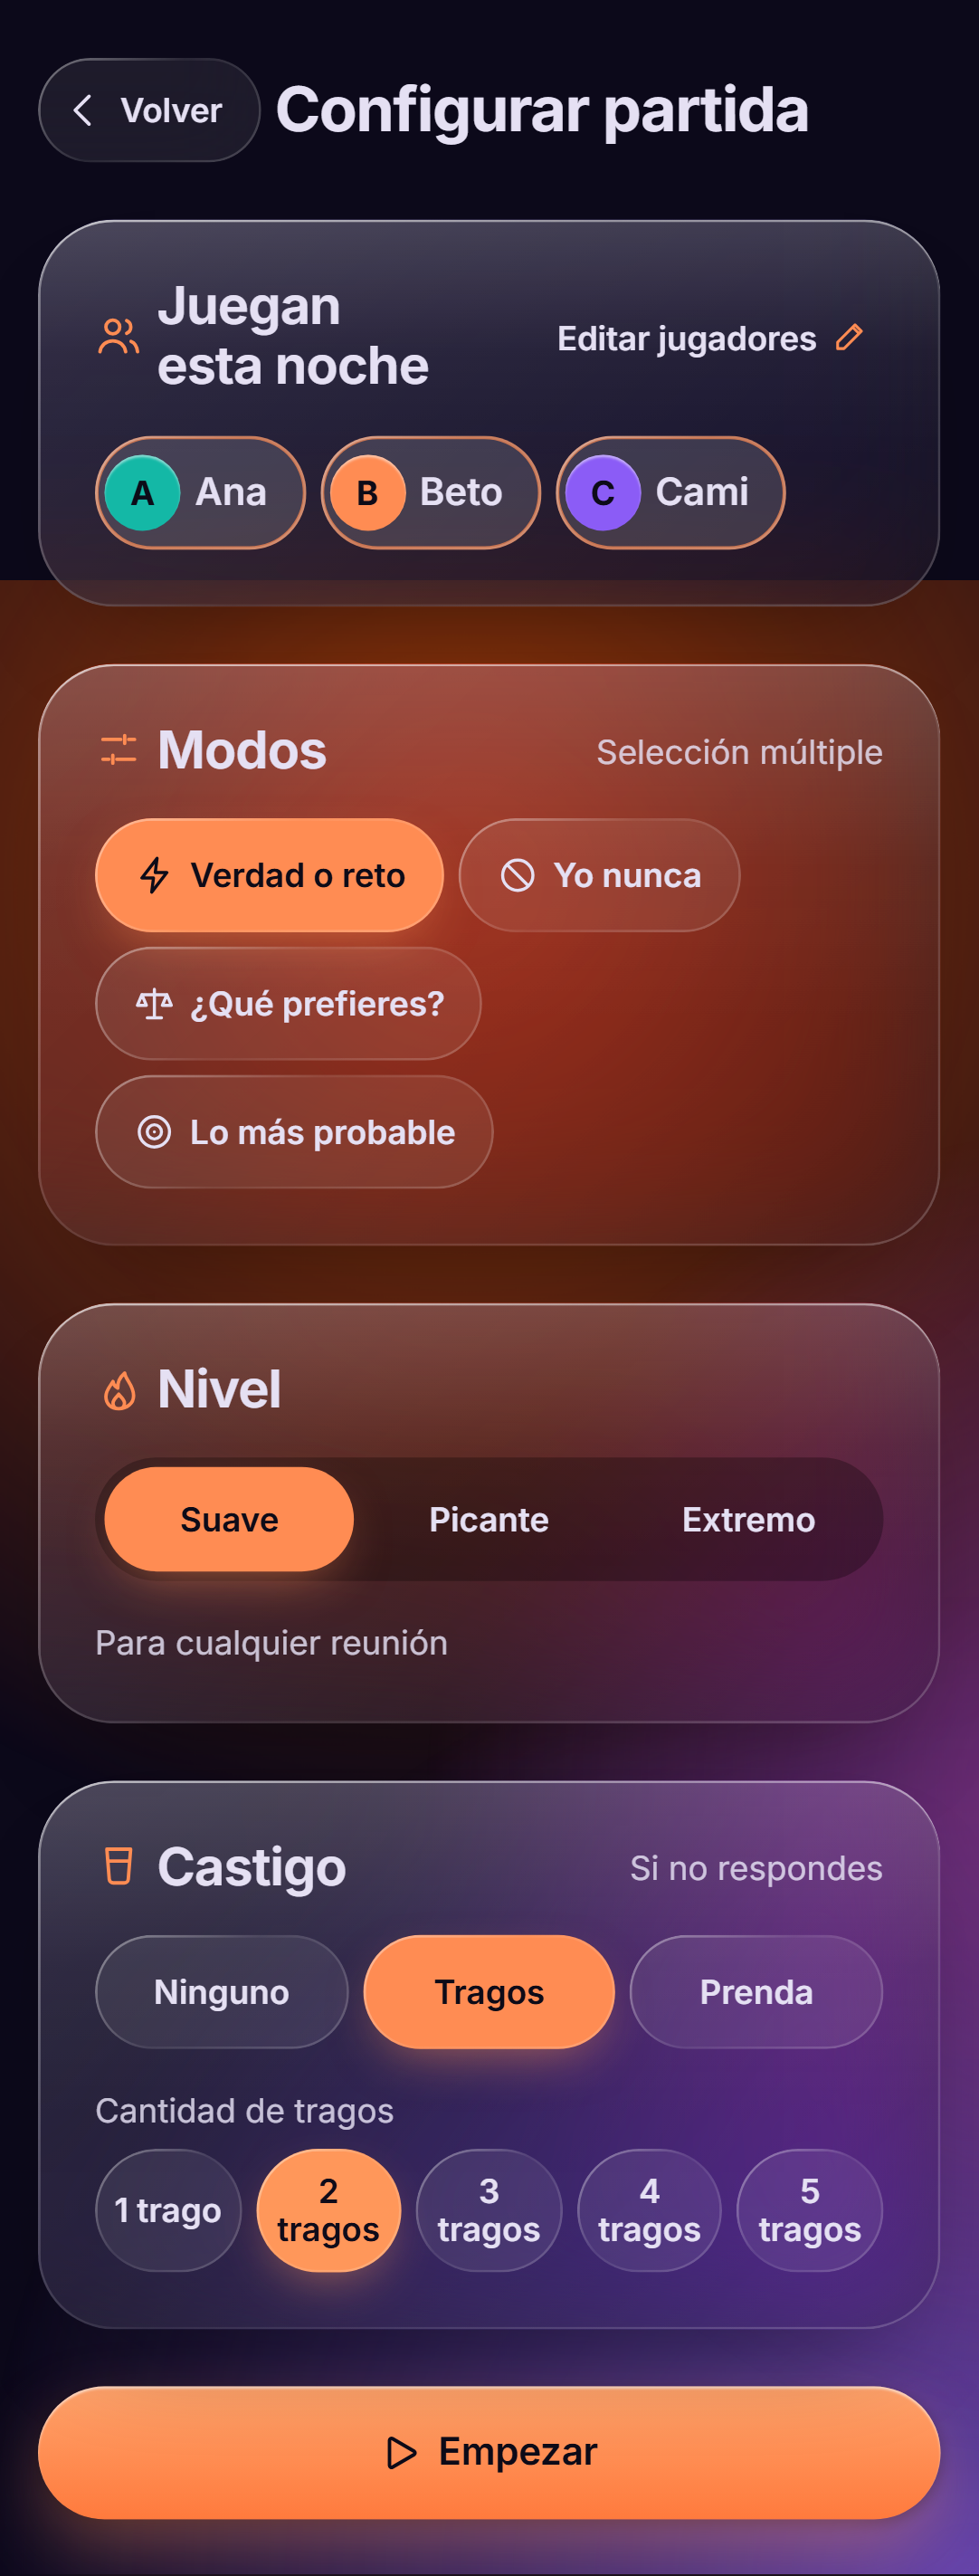 Volver
Configurar partida
Juegan
esta noche
Editar jugadores
A Ana
B Beto
C Cami
Modos
Selección múltiple
Verdad o reto
Yo nunca
¿Qué prefieres?
Lo más probable
Nivel
Suave
Picante
Extremo
Para cualquier reunión
Castigo
Si no respondes
Ninguno
Tragos
Prenda
Cantidad de tragos
1 trago
2
tragos
3
tragos
4
tragos
5
tragos
Empezar